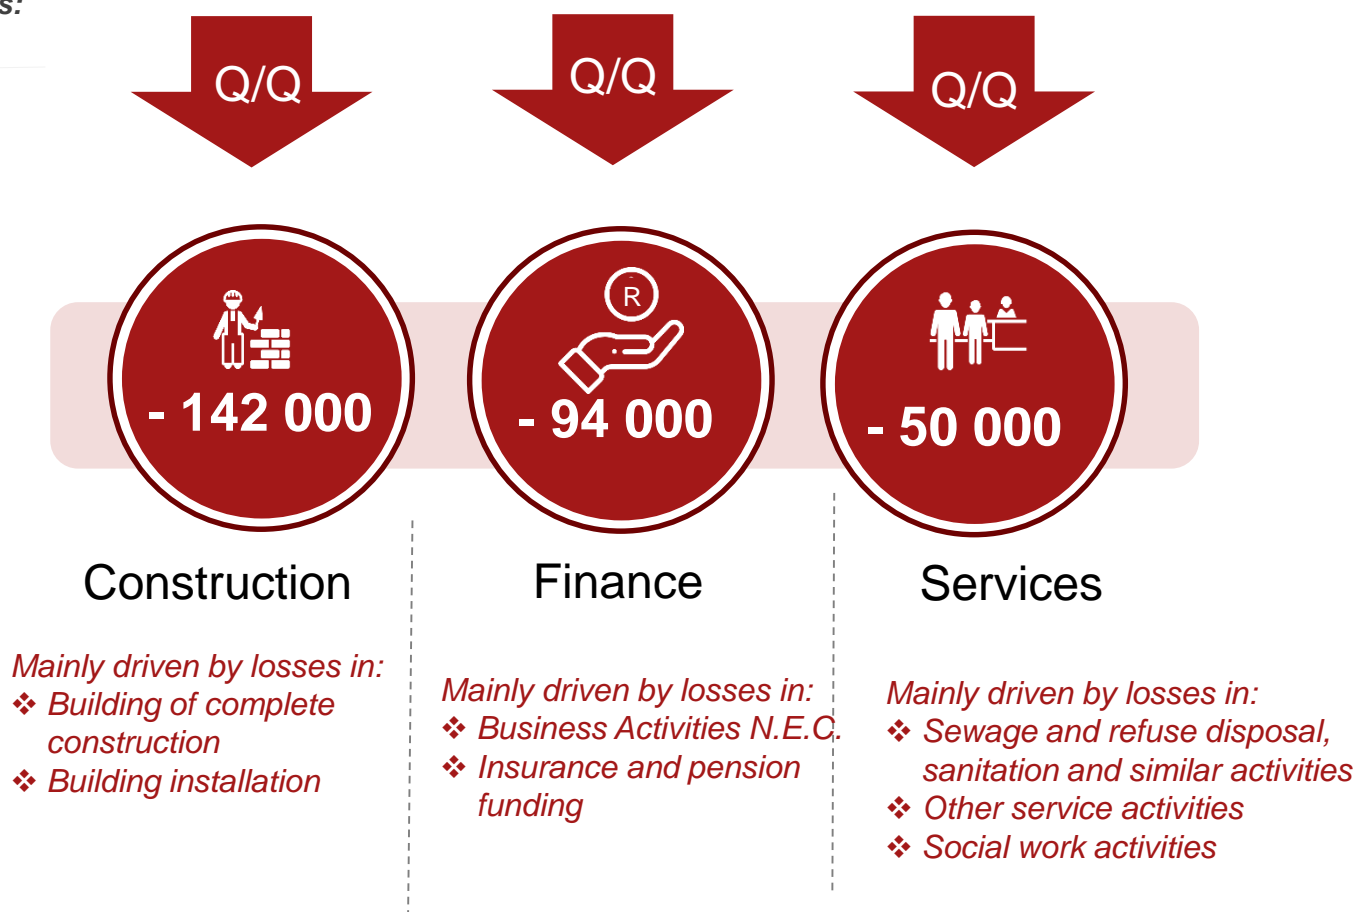 s:
Q/Q
Q/Q
Q/Q
R
- 142 000
- 94 000
- 50 000
Construction
Finance
Services
Mainly driven by losses in:
❖ Building of complete
construction
❖ Building installation
Mainly driven by losses in:
❖ Business Activities N.E.C.
❖ Insurance and pension
funding
Mainly driven by losses in:
❖ Sewage and refuse disposal,
sanitation and similar activities
❖ Other service activities
❖ Social work activities